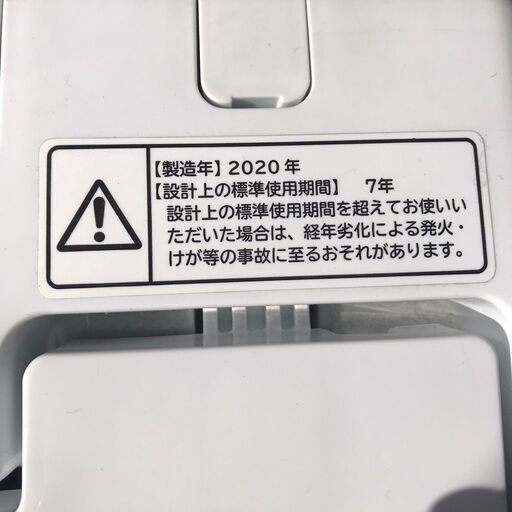 【製造年】2020年
【設計上の標準使用期間】 7年
設計上の標準使用期間を超えてお使いい
ただいた場合は、経年劣化による発火・
けが等の事故に至るおそれがあります。